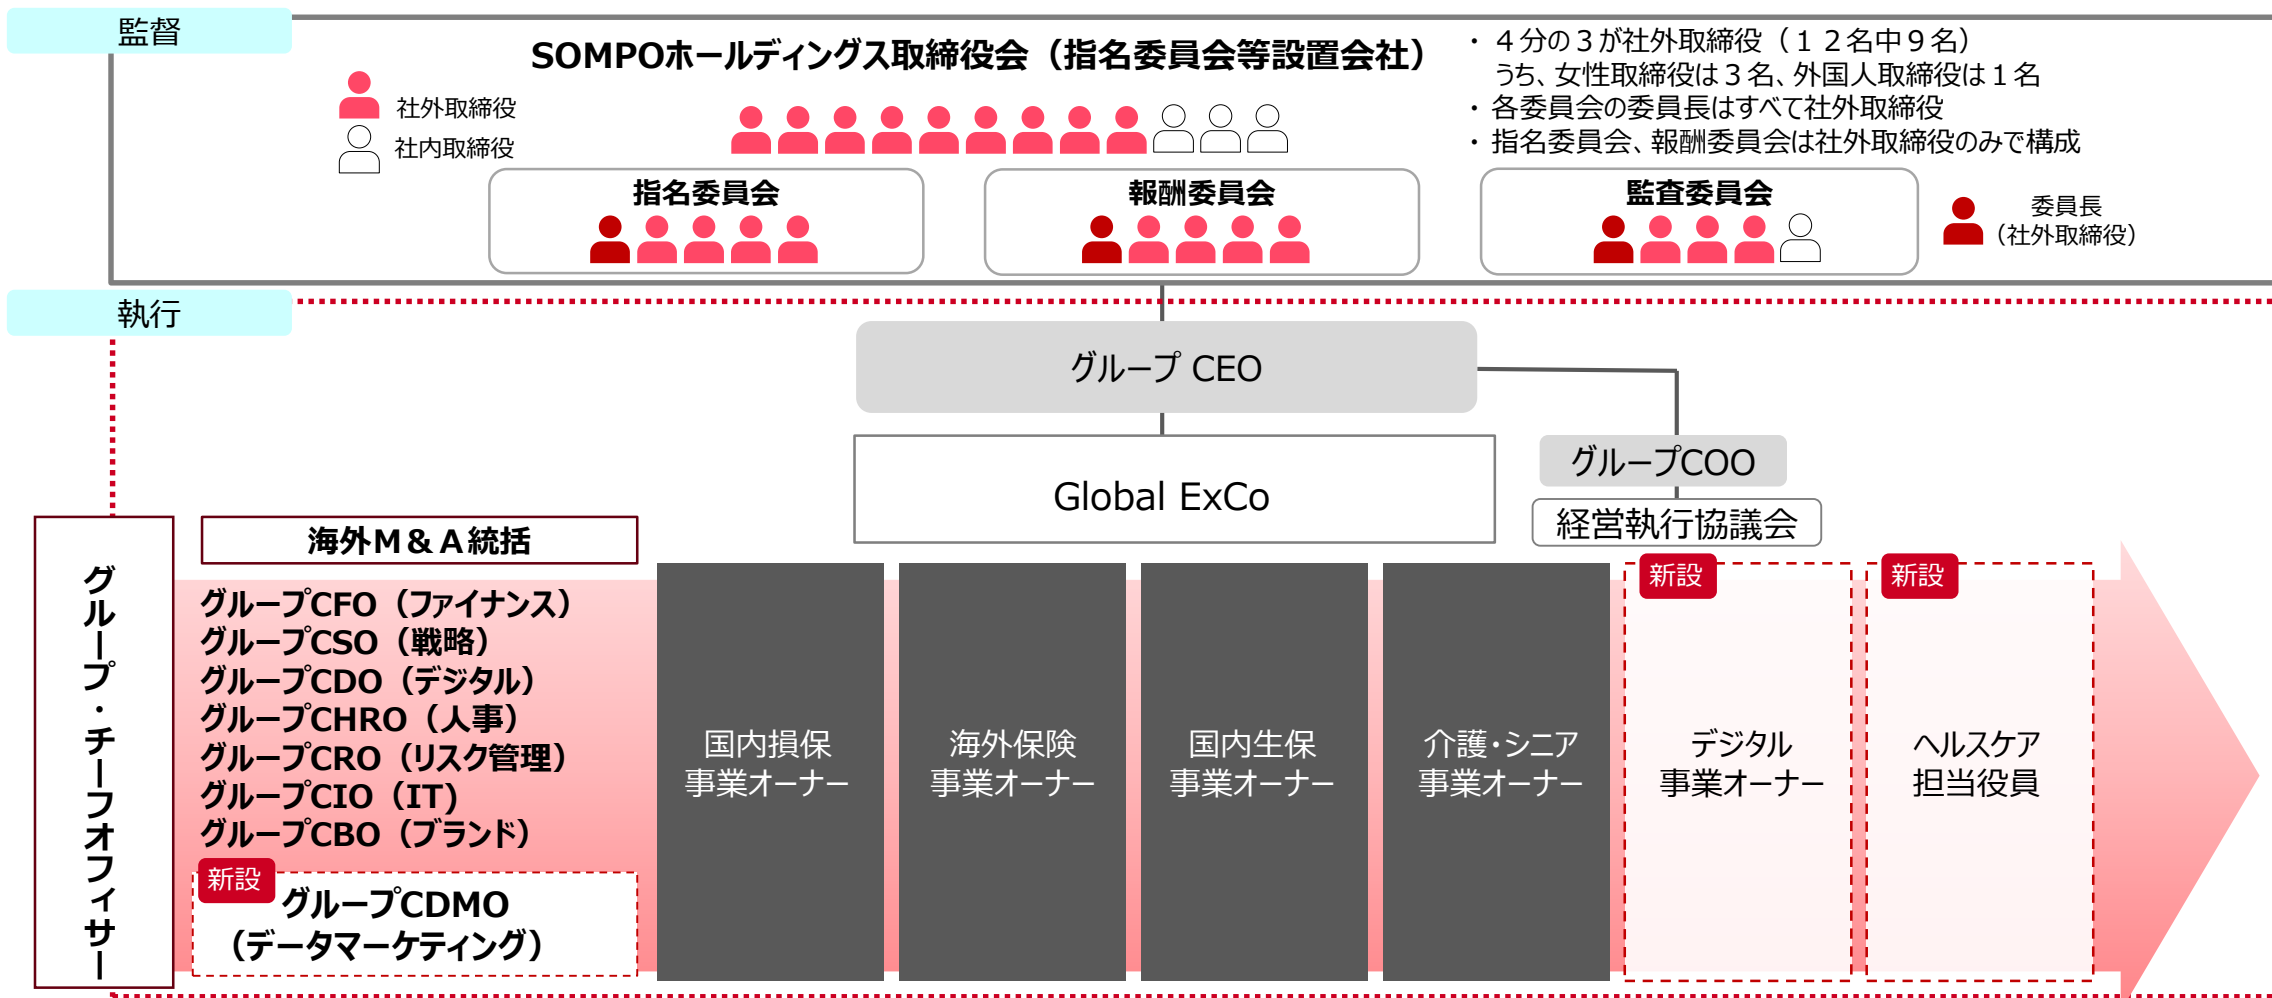 監督
SOMPOホールディングス取締役会（指名委員会等設置会社）
・４分の３が社外取締役（１２名中９名）
うち、女性取締役は３名、外国人取締役は１名
・各委員会の委員長はすべて社外取締役
・指名委員会、報酬委員会は社外取締役のみで構成
社外取締役
社内取締役
指名委員会
報酬委員会
監査委員会
委員長
（社外取締役）
執行
グループ CEO
Global ExCo
グループCOO
経営執行協議会
グループ・チーフオフィサー
海外Ｍ＆Ａ統括
グループCFO（ファイナンス）
グループCSO（戦略）
グループCDO（デジタル）
グループCHRO（人事）
グループCRO（リスク管理）
グループCIO（IT)
グループCBO（ブランド）
新設
グループCDMO
（データマーケティング）
国内損保
事業オーナー
海外保険
事業オーナー
国内生保
事業オーナー
介護・シニア
事業オーナー
新設
デジタル
事業オーナー
新設
ヘルスケア
担当役員